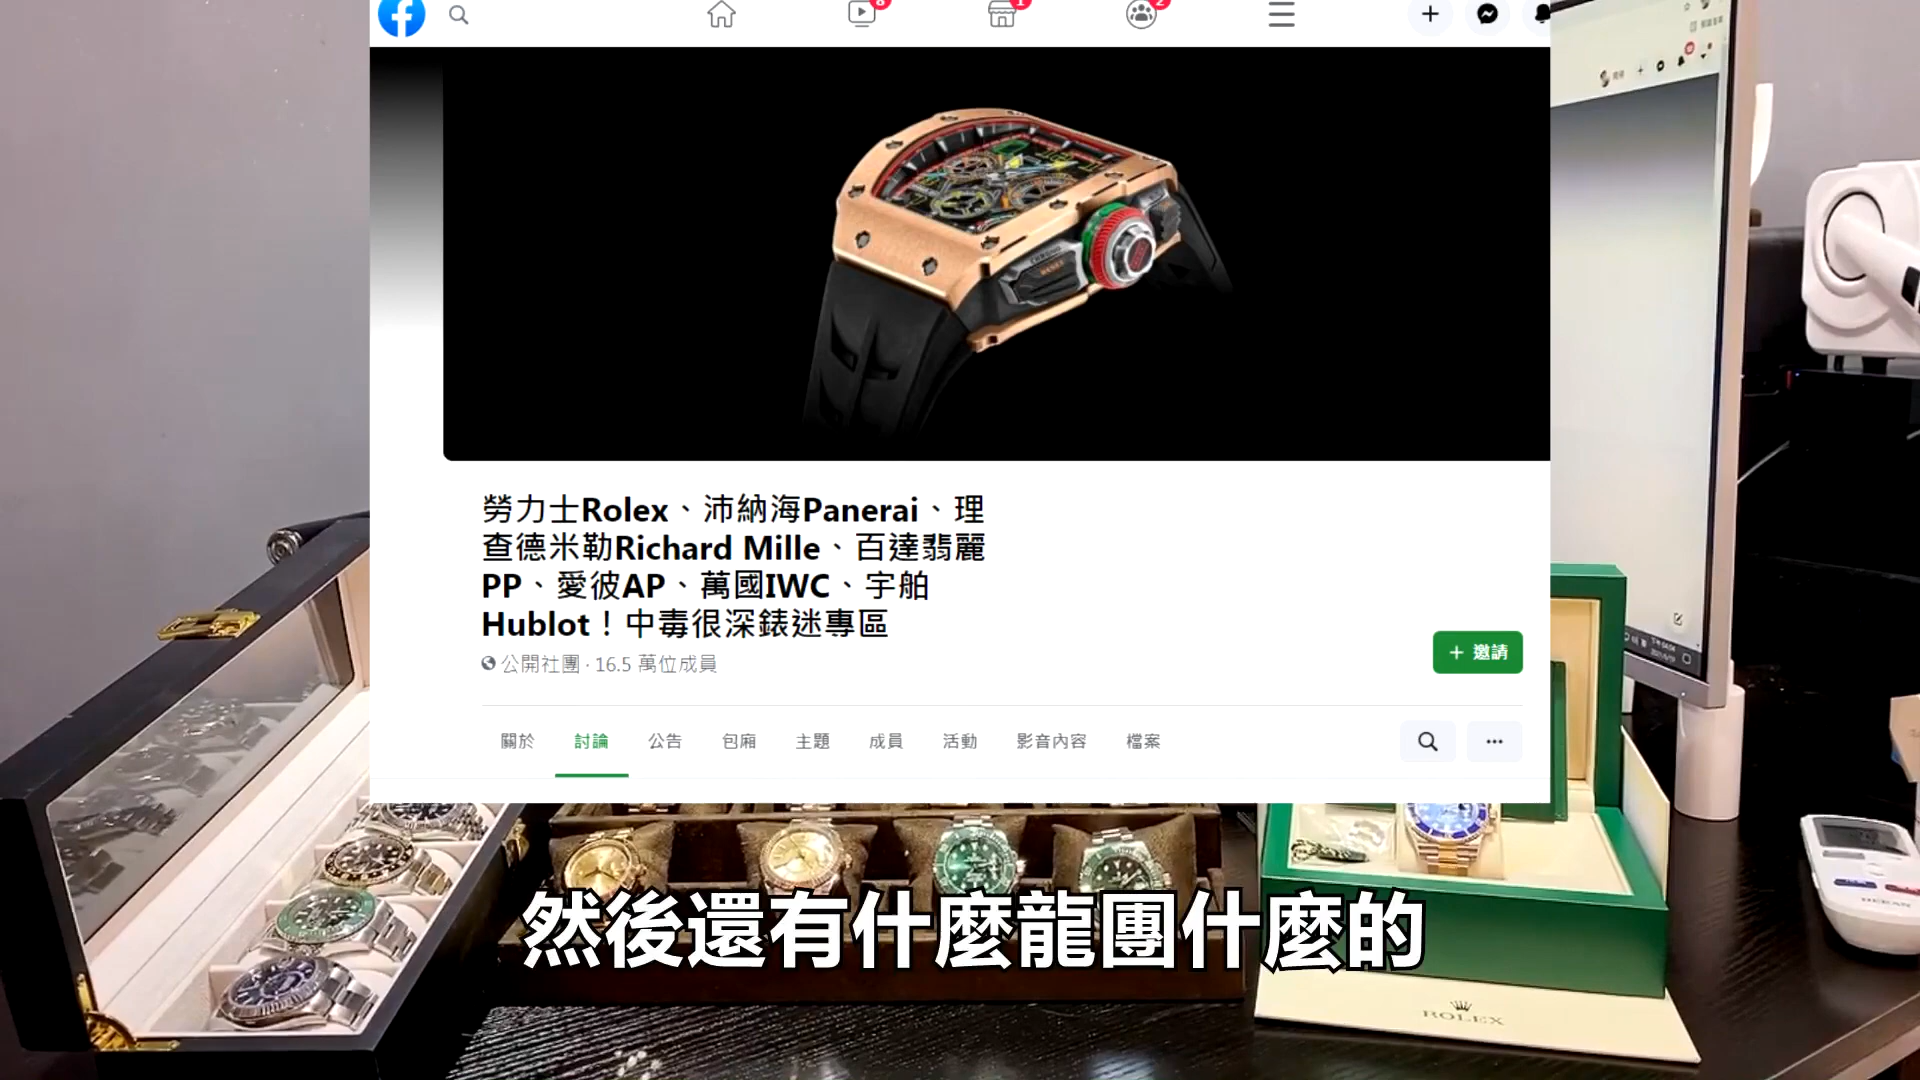 8
1
2
勞力士Rolex、沛納海Panerai、理
查德米勒Richard Mille、百達翡麗
PP、愛彼AP、萬國IWC、宇舶
Hublot！中毒很深錶迷專區
公開社團 · 16.5 萬位成員
+ 邀請
關於 討論 公告 包廂 主題 成員 活動 影音內容 檔案
然後還有什麼龍團什麼的
ROLEX